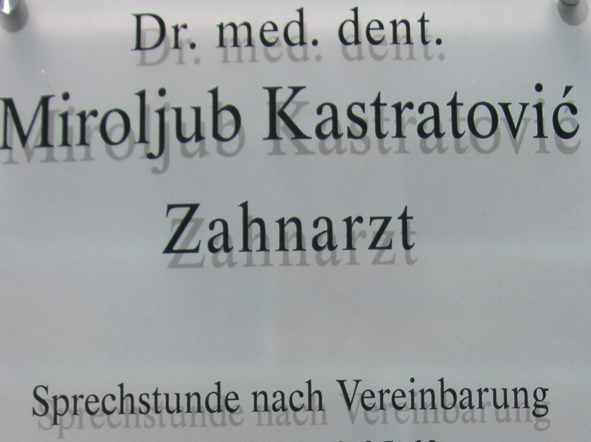 Dr. med. dent.
Miroljub Kastratović
Zahnarzt
Sprechstunde nach Vereinbarung